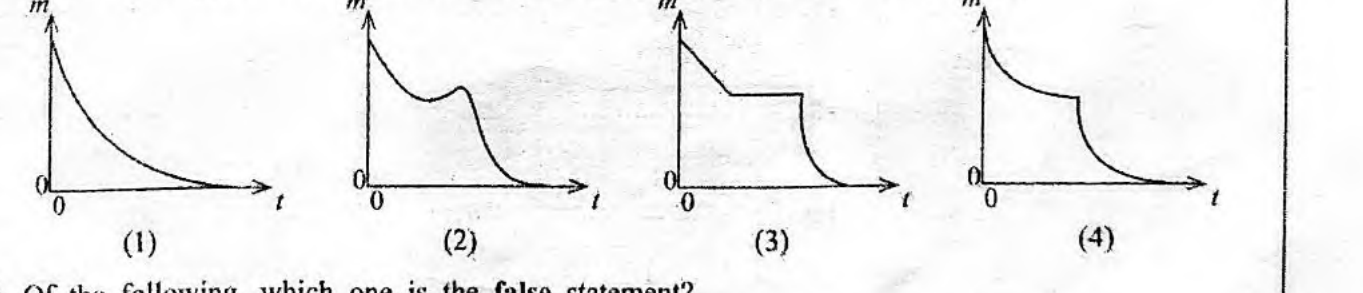 m m m m
0 0 0 0
0 t 0 t 0 t 0 t
(1) (2) (3) (4)
Of the following, which one is the false statement?